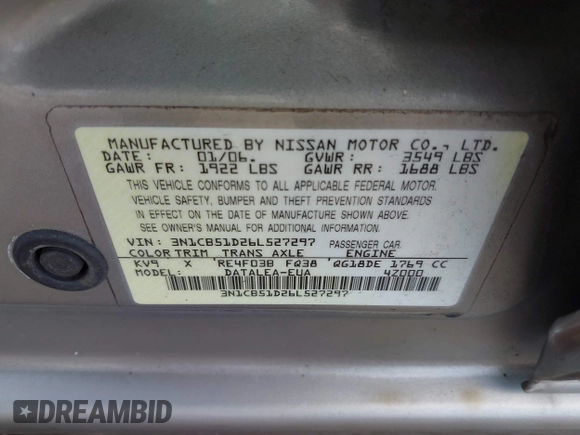 MANUFACTURED BY NISSAN MOTOR CO., LTD.
DATE: 01/06. GVWR: 3549 LBS
GAWR FR: 1922 LBS GAWR RR: 1688 LBS
THIS VEHICLE CONFORMS TO ALL APPLICABLE FEDERAL MOTOR
VEHICLE SAFETY, BUMPER AND THEFT PREVENTION STANDARDS
IN EFFECT ON THE DATE OF MANUFACTURE SHOWN ABOVE.
SEE OWNER'S MANUAL FOR ADDITIONAL INFORMATION
VIN: 3N1CB51D26L527297 PASSENGER CAR
COLOR TRIM TRANS AXLE ENGINE
KV9 X RE4F03B FQ38 QG18DE 1769 CC
MODEL: DATALEA-EUA 4Z000
3N1CB51D26L527297
DREAMBID